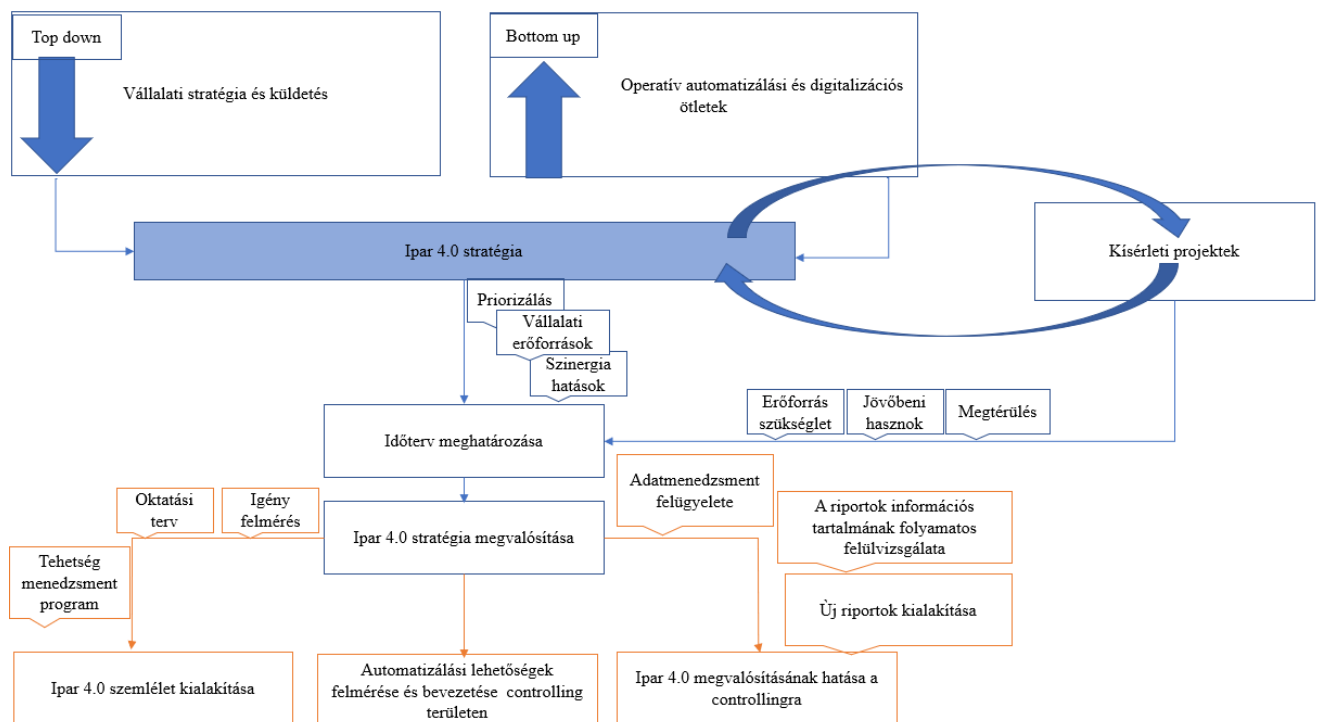 Top down
Vállalati stratégia és küldetés
Bottom up
Operatív automatizálási és digitalizációs
ötletek
Ipar 4.0 stratégia
Kísérleti projektek
Priorizálás
Vállalati
erőforrások
Szinergia
hatások
Erőforrás
szükséglet
Jövőbeni
hasznok
Megtérülés
Időterv meghatározása
Oktatási
terv
Igény
felmérés
Adatmenedzsment
felügyelete
A riportok információs
tartalmának folyamatos
felülvizsgálata
Ipar 4.0 stratégia megvalósítása
Tehetség
menedzsment
program
Ùj riportok kialakítása
Ipar 4.0 szemlélet kialakítása
Automatizálási lehetőségek
felmérése és bevezetése controlling
területen
Ipar 4.0 megvalósításának hatása a
controllingra